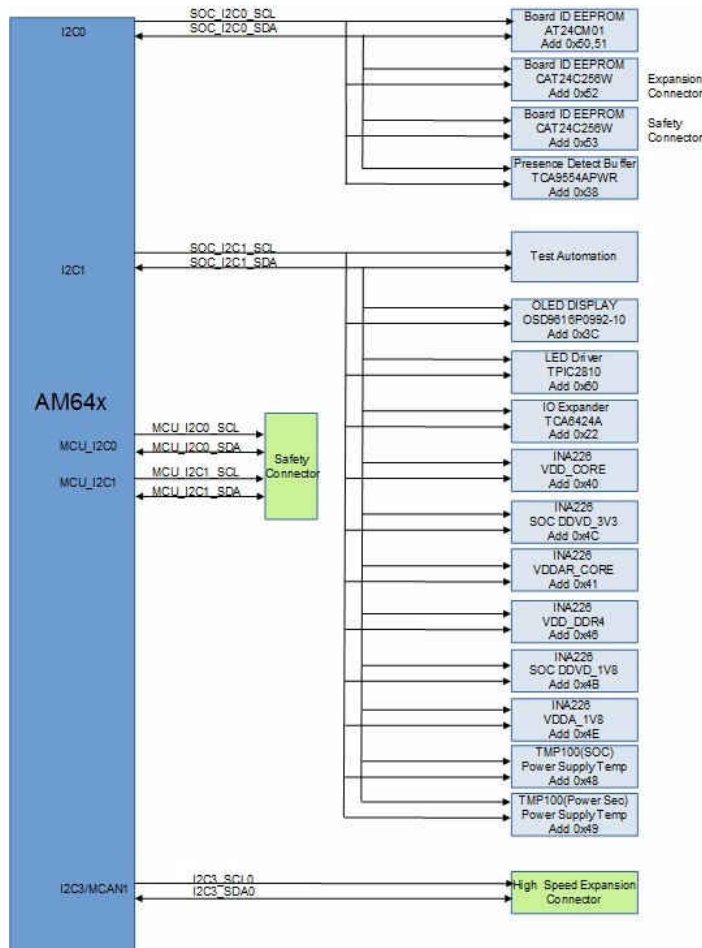 SOC_I2C0_SCL
SOC_I2C0_SDA
I2C0
Board ID EEPROM
AT24CM01
Add 0x50,51
Board ID EEPROM
CAT24C256W
Add 0x52
Expansion
Connector
Board ID EEPROM
CAT24C256W
Add 0x53
Safety
Connector
Presence Detect Buffer
TCA9554APWR
Add 0x38
SOC_I2C1_SCL
SOC_I2C1_SDA
I2C1
Test Automation
OLED DISPLAY
OSD9616P0992-10
Add 0x3C
LED Driver
TPIC2810
Add 0x60
AM64x
IO Expander
TCA6424A
Add 0x22
MCU_I2C0
MCU_I2C0_SCL
MCU_I2C0_SDA
MCU_I2C1
MCU_I2C1_SCL
MCU_I2C1_SDA
Safety
Connector
INA226
VDD_CORE
Add 0x40
INA226
SOC DDVD_3V3
Add 0x4C
INA226
VDDAR_CORE
Add 0x41
INA226
VDD_DDR4
Add 0x46
INA226
SOC DDVD_1V8
Add 0x4B
INA226
VDDA_1V8
Add 0x4E
TMP100(SOC)
Power Supply Temp
Add 0x48
TMP100(Power Sec)
Power Supply Temp
Add 0x49
I2C3/MCAN1
I2C3_SCL0
I2C3_SDA0
High Speed Expansion
Connector